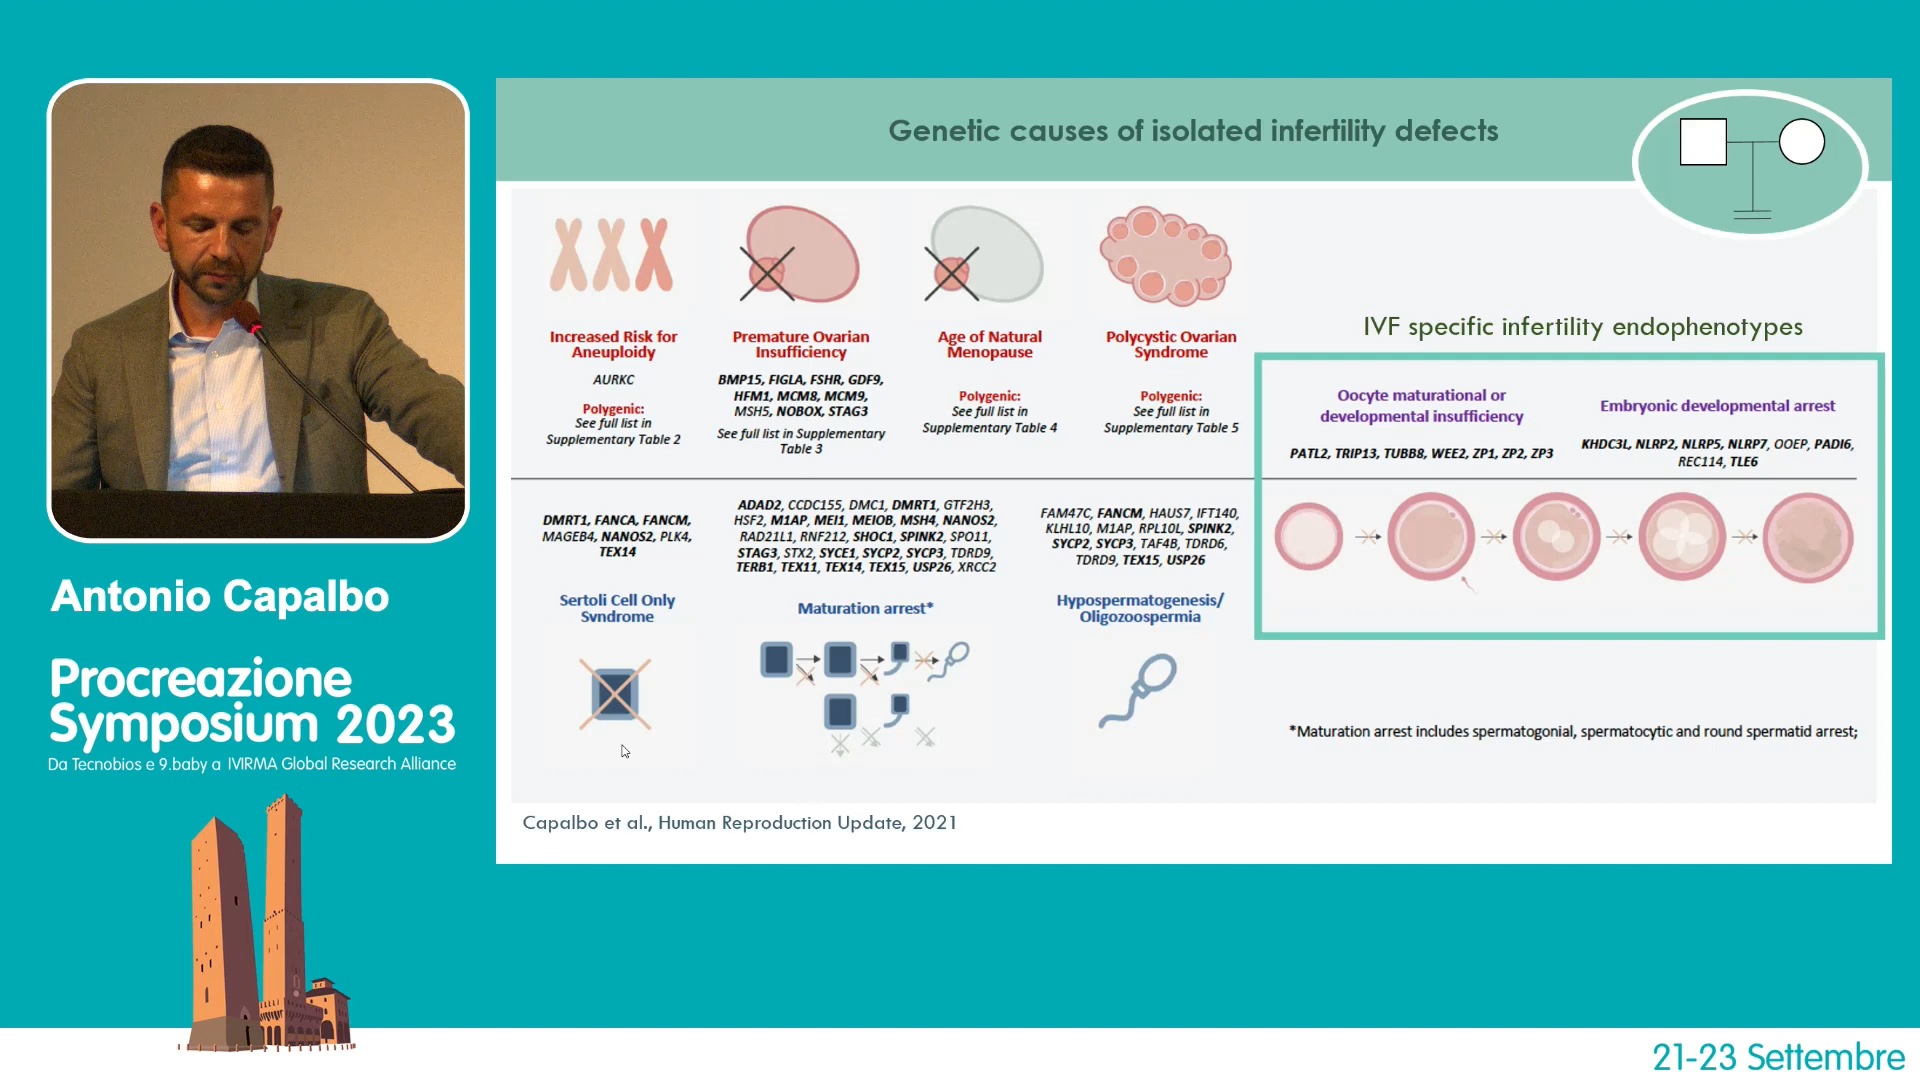 Genetic causes of isolated infertility defects
Increased Risk for
Aneuploidy
AURKC
Polygenic:
See full list in
Supplementary Table 2
Premature Ovarian
Insufficiency
BMP15, FIGLA, FSHR, GDF9,
HFM1, MCM8, MCM9,
MSH5, NOBOX, STAG3
See full list in Supplementary
Table 3
Age of Natural
Menopause
Polygenic:
See full list in
Supplementary Table 4
Polycystic Ovarian
Syndrome
Polygenic:
See full list in
Supplementary Table 5
IVF specific infertility endophenotypes
Oocyte maturational or
developmental insufficiency
PATL2, TRIP13, TUBB8, WEE2, ZP1, ZP2, ZP3
Embryonic developmental arrest
KHDC3L, NLRP2, NLRP5, NLRP7, OOEP, PADI6,
REC114, TLE6
DMRT1, FANCA, FANCM,
MAGEB4, NANOS2, PLK4,
TEX14
Sertoli Cell Only
Syndrome
ADAD2, CCDC155, DMC1, DMRT1, GTF2H3,
HSF2, M1AP, MEI1, MEIOB, MSH4, NANOS2,
RAD21L1, RNF212, SHOC1, SPINK2, SPO11,
STAG3, STX2, SYCE1, SYCP2, SYCP3, TDRD9,
TERB1, TEX11, TEX14, TEX15, USP26, XRCC2
Maturation arrest*
FAM47C, FANCM, HAUS7, IFT140,
KLHL10, M1AP, RPL10L, SPINK2,
SYCP2, SYCP3, TAF4B, TDRD6,
TDRD9, TEX15, USP26
Hypospermatogenesis/
Oligozoospermia
*Maturation arrest includes spermatogonial, spermatocytic and round spermatid arrest;
Capalbo et al., Human Reproduction Update, 2021
Antonio Capalbo
Procreazione
Symposium 2023
Da Tecnobios e 9.baby a IVIRMA Global Research Alliance
21-23 Settembre